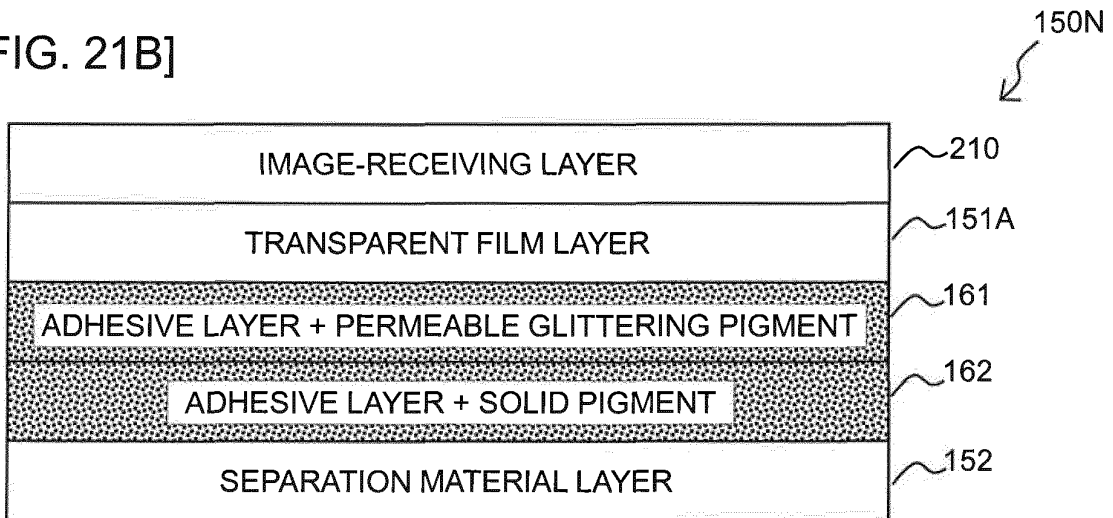 FIG. 21B]
150N
IMAGE-RECEIVING LAYER
210
TRANSPARENT FILM LAYER
151A
ADHESIVE LAYER + PERMEABLE GLITTERING PIGMENT
161
ADHESIVE LAYER + SOLID PIGMENT
162
SEPARATION MATERIAL LAYER
152